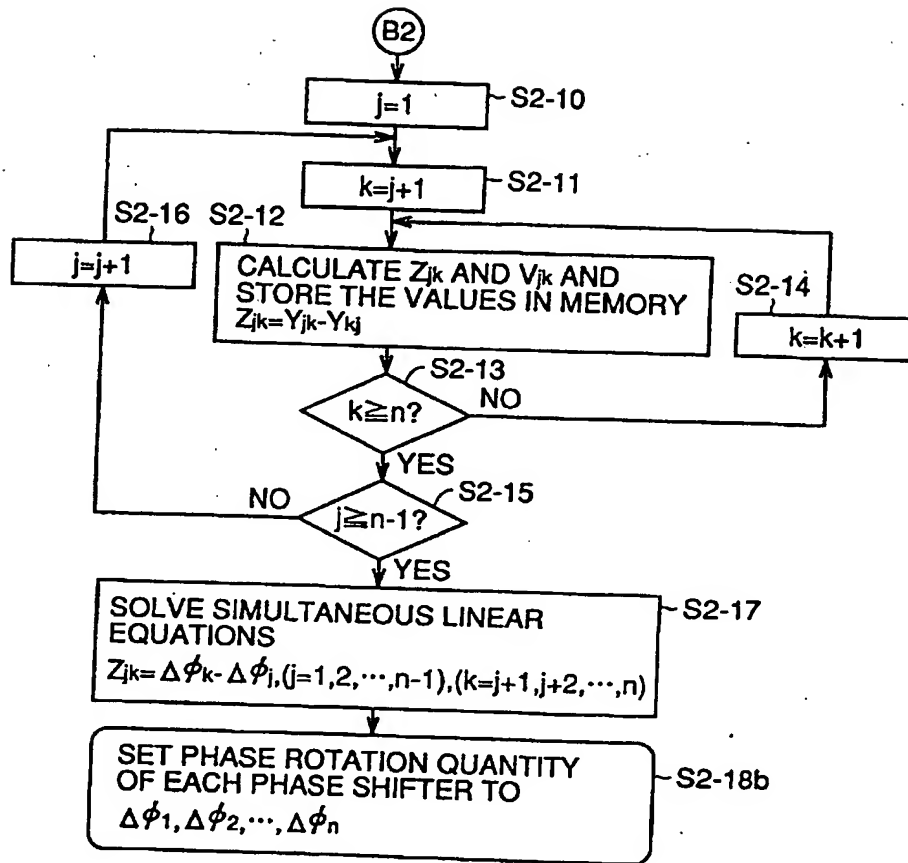 B2
j=1
S2-10
k=j+1
S2-11
S2-16
j=j+1
S2-12
CALCULATE Zjk AND Vjk AND
STORE THE VALUES IN MEMORY
Zjk=Yjk-Ykj
S2-14
k=k+1
S2-13
k≧n?
NO
YES
S2-15
j≧n-1?
NO
YES
SOLVE SIMULTANEOUS LINEAR
EQUATIONS
Zjk=Δϕk-Δϕj,(j=1,2,⋯,n-1),(k=j+1,j+2,⋯,n)
S2-17
SET PHASE ROTATION QUANTITY
OF EACH PHASE SHIFTER TO
Δϕ1,Δϕ2,⋯,Δϕn
S2-18b